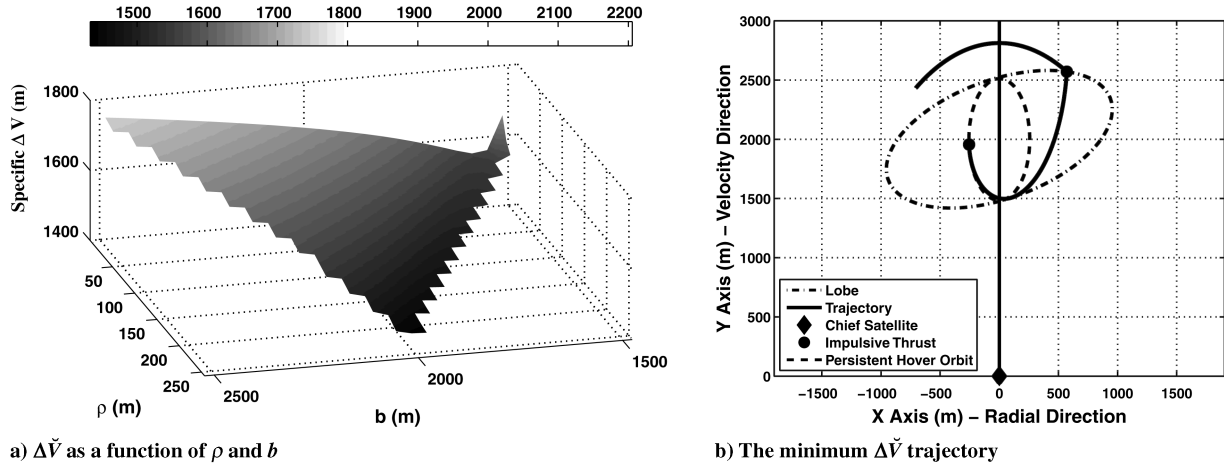 1500 1600 1700 1800 1900 2000 2100 2200
Specific Δ V (m)
1800
1600
1400
50
100
150
200
250
2500
2000
1500
ρ (m)
b (m)
a) ΔV̆ as a function of ρ and b
Y Axis (m) – Velocity Direction
3000
2500
2000
1500
1000
500
0
Lobe
Trajectory
Chief Satellite
Impulsive Thrust
Persistent Hover Orbit
−1500 −1000 −500 0 500 1000 1500
X Axis (m) – Radial Direction
b) The minimum ΔV̆ trajectory